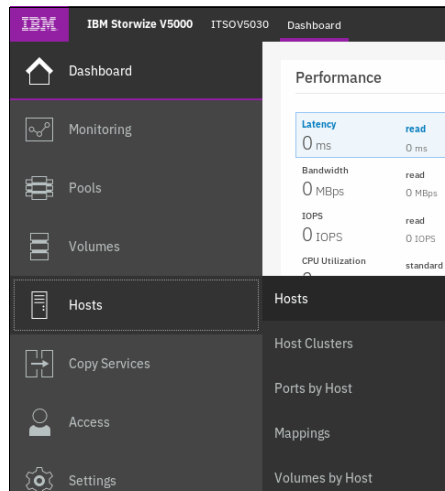 IBM IBM Storwize V5000 ITSOV5030 Dashboard
Dashboard
Monitoring
Pools
Volumes
Hosts
Copy Services
Access
Settings
Performance
Latency read
0 ms 0 ms
Bandwidth read
0 MBps 0 MBps
IOPS read
0 IOPS 0 IOPS
CPU Utilization standard
Hosts
Host Clusters
Ports by Host
Mappings
Volumes by Host